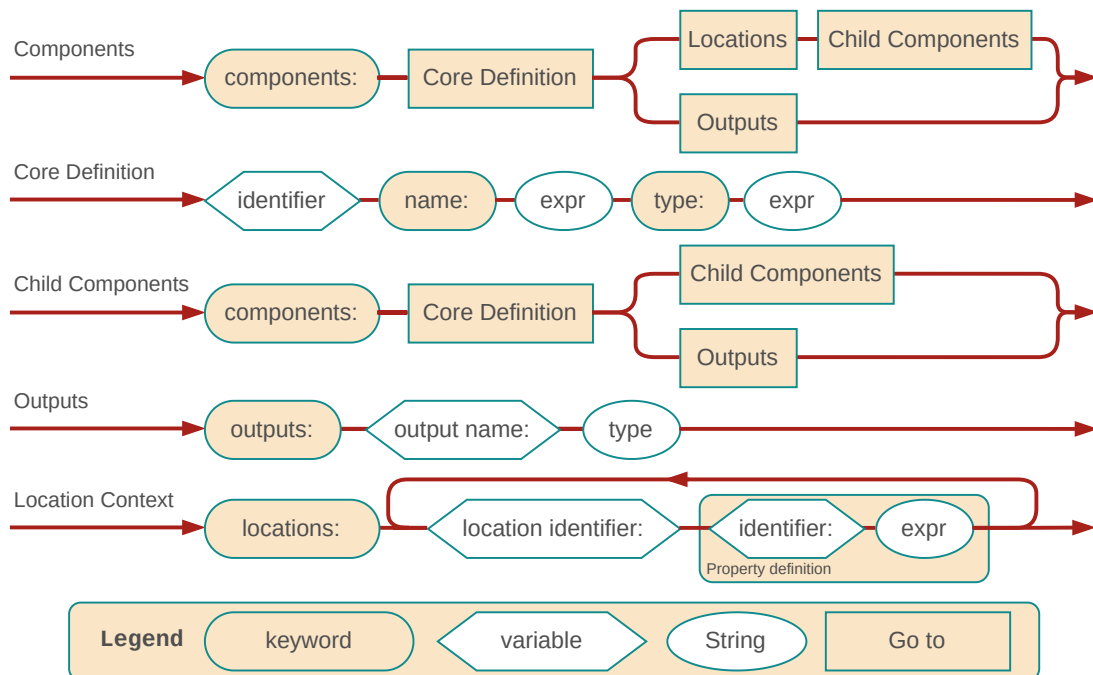 Components
components:
Core Definition
Locations
Child Components
Outputs
Core Definition
identifier
name:
expr
type:
expr
Child Components
components:
Core Definition
Child Components
Outputs
Outputs
outputs:
output name:
type
Location Context
locations:
location identifier:
identifier:
expr
Property definition
Legend
keyword
variable
String
Go to